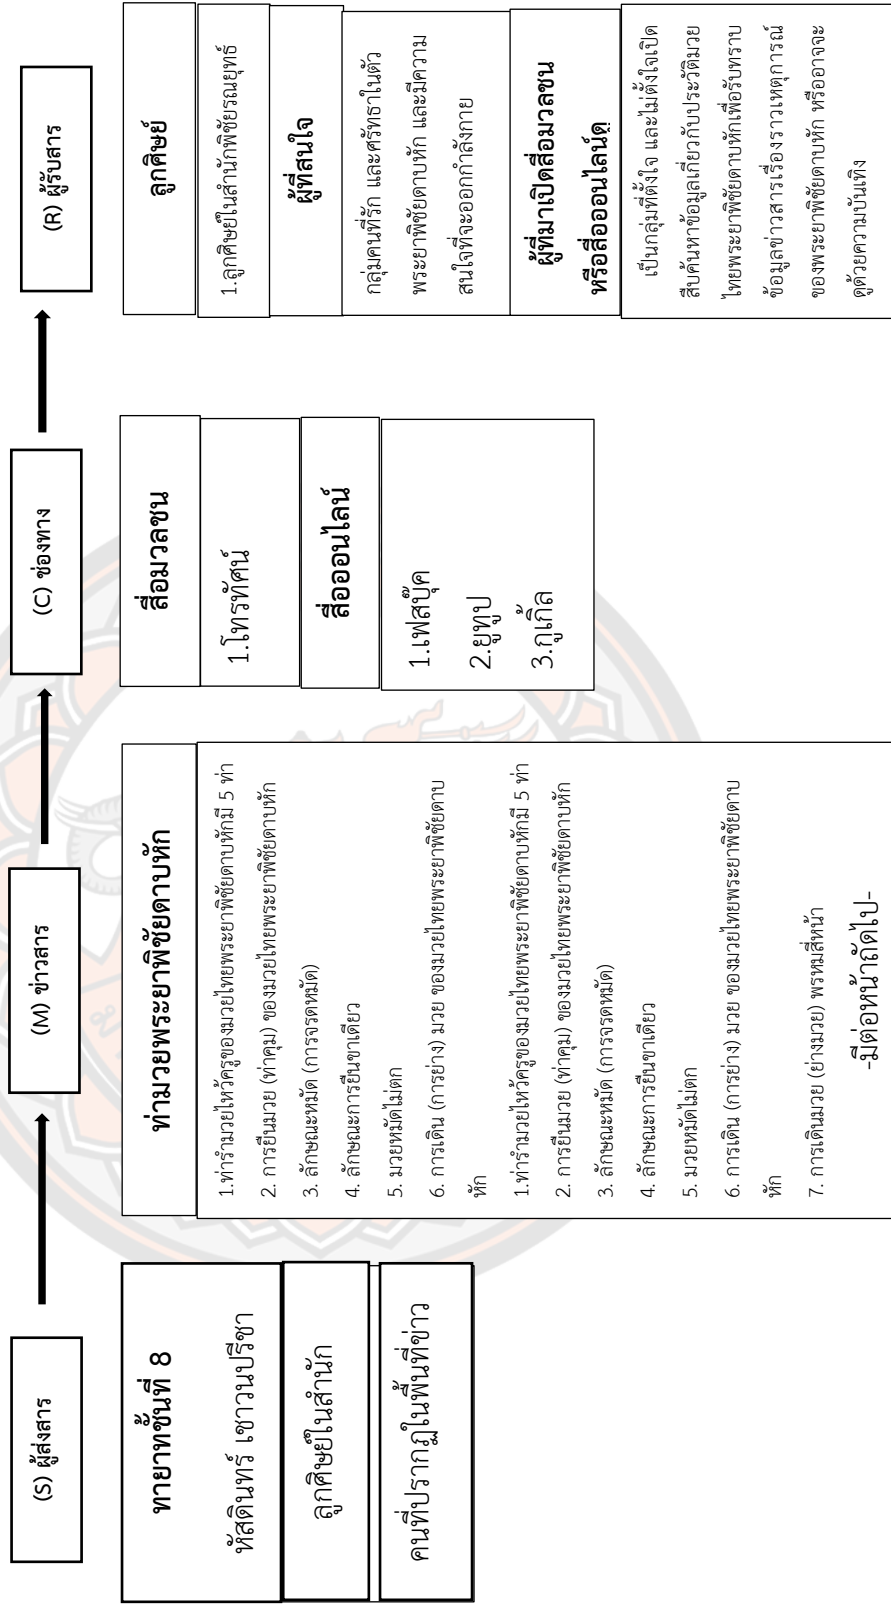 (S) ผู้ส่งสาร
(M) ข่าวสาร
(C) ช่องทาง
(R) ผู้รับสาร
ทายาทชั้นที่ 8
หัสดินทร์ เชาวนปรีชา
ลูกศิษย์ในสำนัก
คนที่ปรากฏในพื้นที่ข่าว
ท่ามวยพระยาพิชัยดาบหัก
1.ท่ารำมวยไหว้ครูของมวยไทยพระยาพิชัยดาบหักมี 5 ท่า
2. การยืนมวย (ท่าคุม) ของมวยไทยพระยาพิชัยดาบหัก
3. ลักษณะหมัด (การจรดหมัด)
4. ลักษณะการยืนขาเดียว
5. มวยหมัดไม่ตก
6. การเดิน (การย่าง) มวย ของมวยไทยพระยาพิชัยดาบ
หัก
1.ท่ารำมวยไหว้ครูของมวยไทยพระยาพิชัยดาบหักมี 5 ท่า
2. การยืนมวย (ท่าคุม) ของมวยไทยพระยาพิชัยดาบหัก
3. ลักษณะหมัด (การจรดหมัด)
4. ลักษณะการยืนขาเดียว
5. มวยหมัดไม่ตก
6. การเดิน (การย่าง) มวย ของมวยไทยพระยาพิชัยดาบ
หัก
7. การเดินมวย (ย่างมวย) พรหมสี่หน้า
-มีต่อหน้าถัดไป-
สื่อมวลชน
1.โทรทัศน์
สื่อออนไลน์
1.เฟสบุ๊ค
2.ยูทูป
3.กูเกิ้ล
ลูกศิษย์
1.ลูกศิษย์ในสำนักพิชัยรณยุทธ์
ผู้ที่สนใจ
กลุ่มคนที่รัก และศรัทธาในตัว
พระยาพิชัยดาบหัก และมีความ
สนใจที่จะออกกำลังกาย
ผู้ที่มาเปิดสื่อมวลชน
หรือสื่อออนไลน์ดู
เป็นกลุ่มที่ตั้งใจ และไม่ตั้งใจเปิด
สืบค้นหาข้อมูลเกี่ยวกับประวัติมวย
ไทยพระยาพิชัยดาบหักเพื่อรับทราบ
ข้อมูลข่าวสารเรื่องราวเหตุการณ์
ของพระยาพิชัยดาบหัก หรืออาจจะ
ดูด้วยความบันเทิง